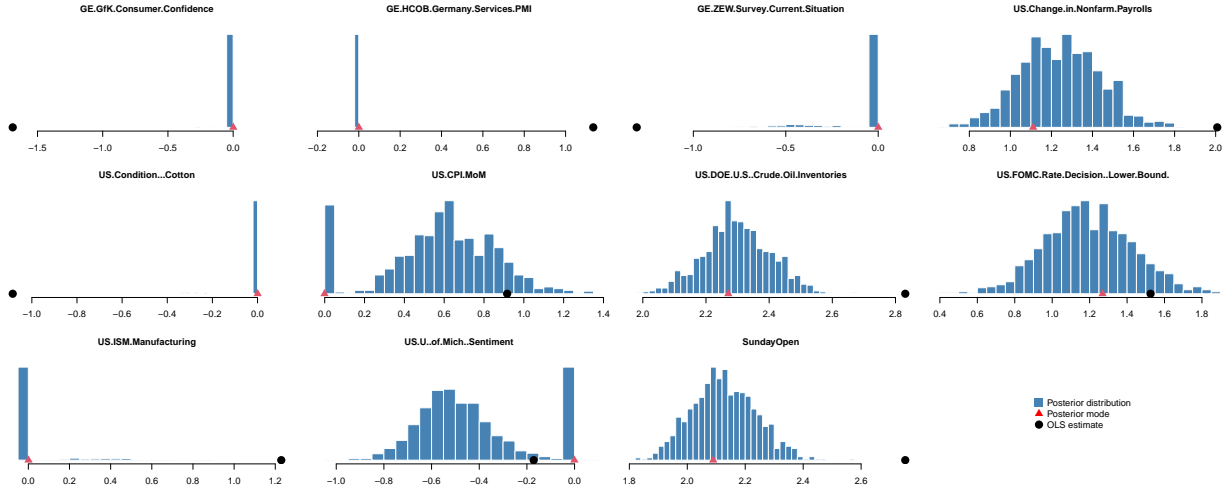 GE.GfK.Consumer.Confidence
GE.HCOB.Germany.Services.PMI
GE.ZEW.Survey.Current.Situation
US.Change.in.Nonfarm.Payrolls
−1.5 −1.0 −0.5 0.0
−0.2 0.0 0.2 0.4 0.6 0.8 1.0
−1.0 −0.5 0.0
0.8 1.0 1.2 1.4 1.6 1.8 2.0
US.Condition...Cotton
US.CPI.MoM
US.DOE.U.S..Crude.Oil.Inventories
US.FOMC.Rate.Decision..Lower.Bound.
−1.0 −0.8 −0.6 −0.4 −0.2 0.0
0.0 0.2 0.4 0.6 0.8 1.0 1.2 1.4
2.0 2.2 2.4 2.6 2.8
0.4 0.6 0.8 1.0 1.2 1.4 1.6 1.8
US.ISM.Manufacturing
US.U..of.Mich..Sentiment
SundayOpen
0.0 0.2 0.4 0.6 0.8 1.0 1.2
−1.0 −0.8 −0.6 −0.4 −0.2 0.0
1.8 2.0 2.2 2.4 2.6
Posterior distribution
Posterior mode
OLS estimate